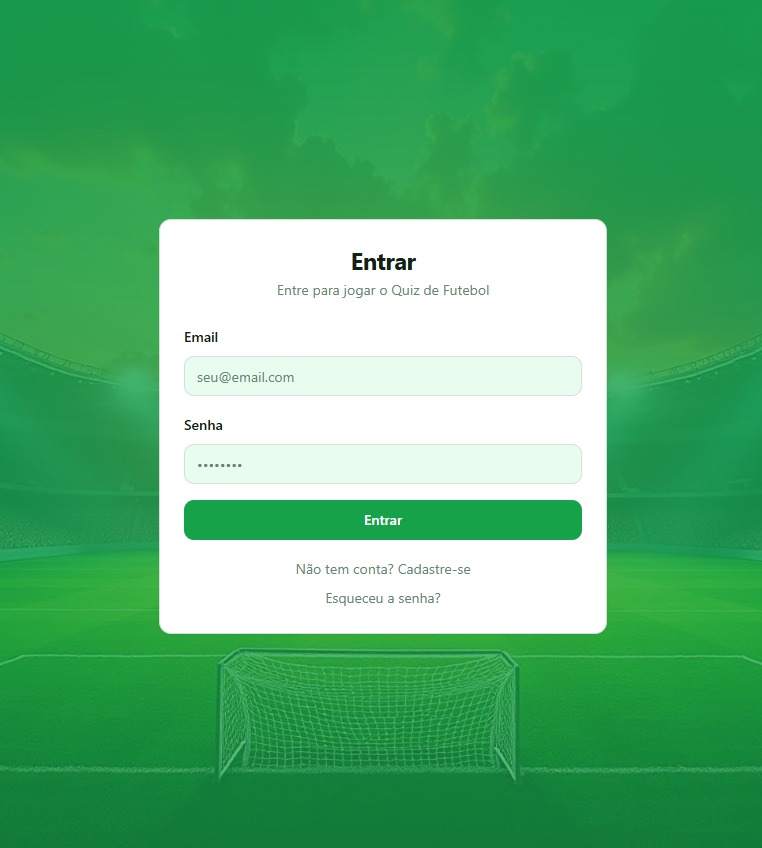 Entrar
Entre para jogar o Quiz de Futebol
Email
seu@email.com
Senha
••••••••
Entrar
Não tem conta? Cadastre-se
Esqueceu a senha?